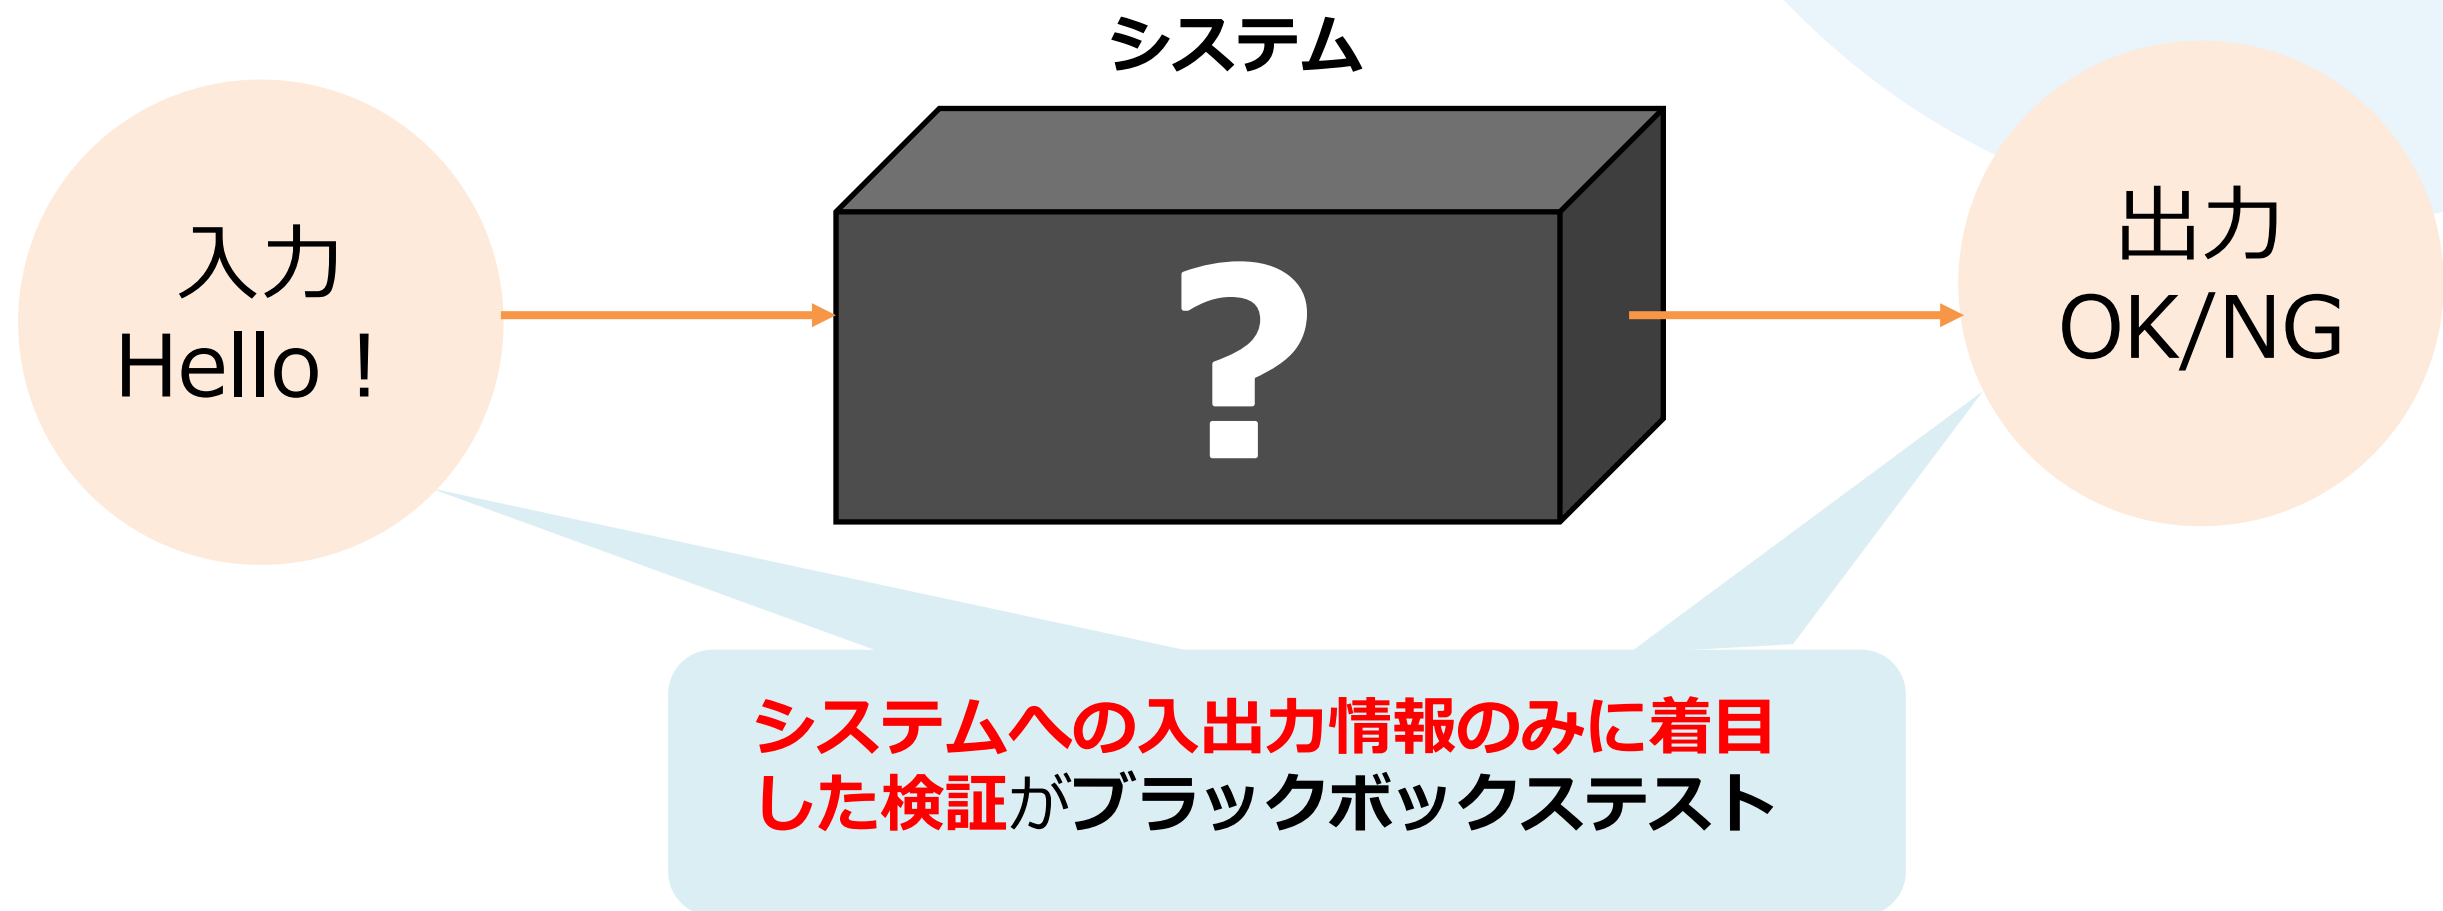 システム
入力
Hello！
?
出力
OK/NG
システムへの入出力情報のみに着目
した検証がブラックボックステスト